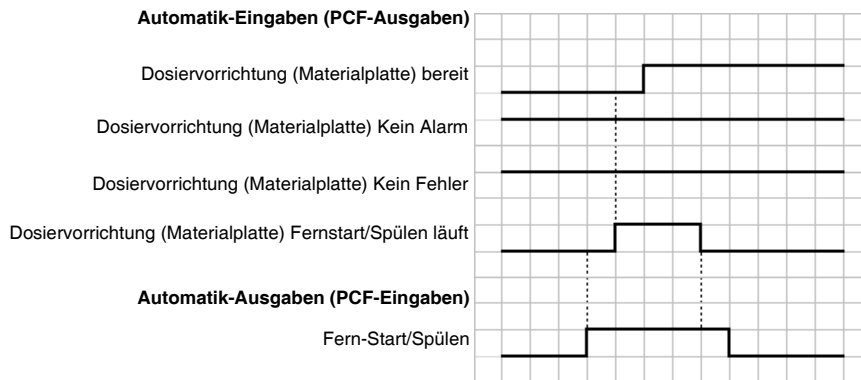 Automatik-Eingaben (PCF-Ausgaben)
Dosiervorrichtung (Materialplatte) bereit
Dosiervorrichtung (Materialplatte) Kein Alarm
Dosiervorrichtung (Materialplatte) Kein Fehler
Dosiervorrichtung (Materialplatte) Fernstart/Spülen läuft
Automatik-Ausgaben (PCF-Eingaben)
Fern-Start/Spülen